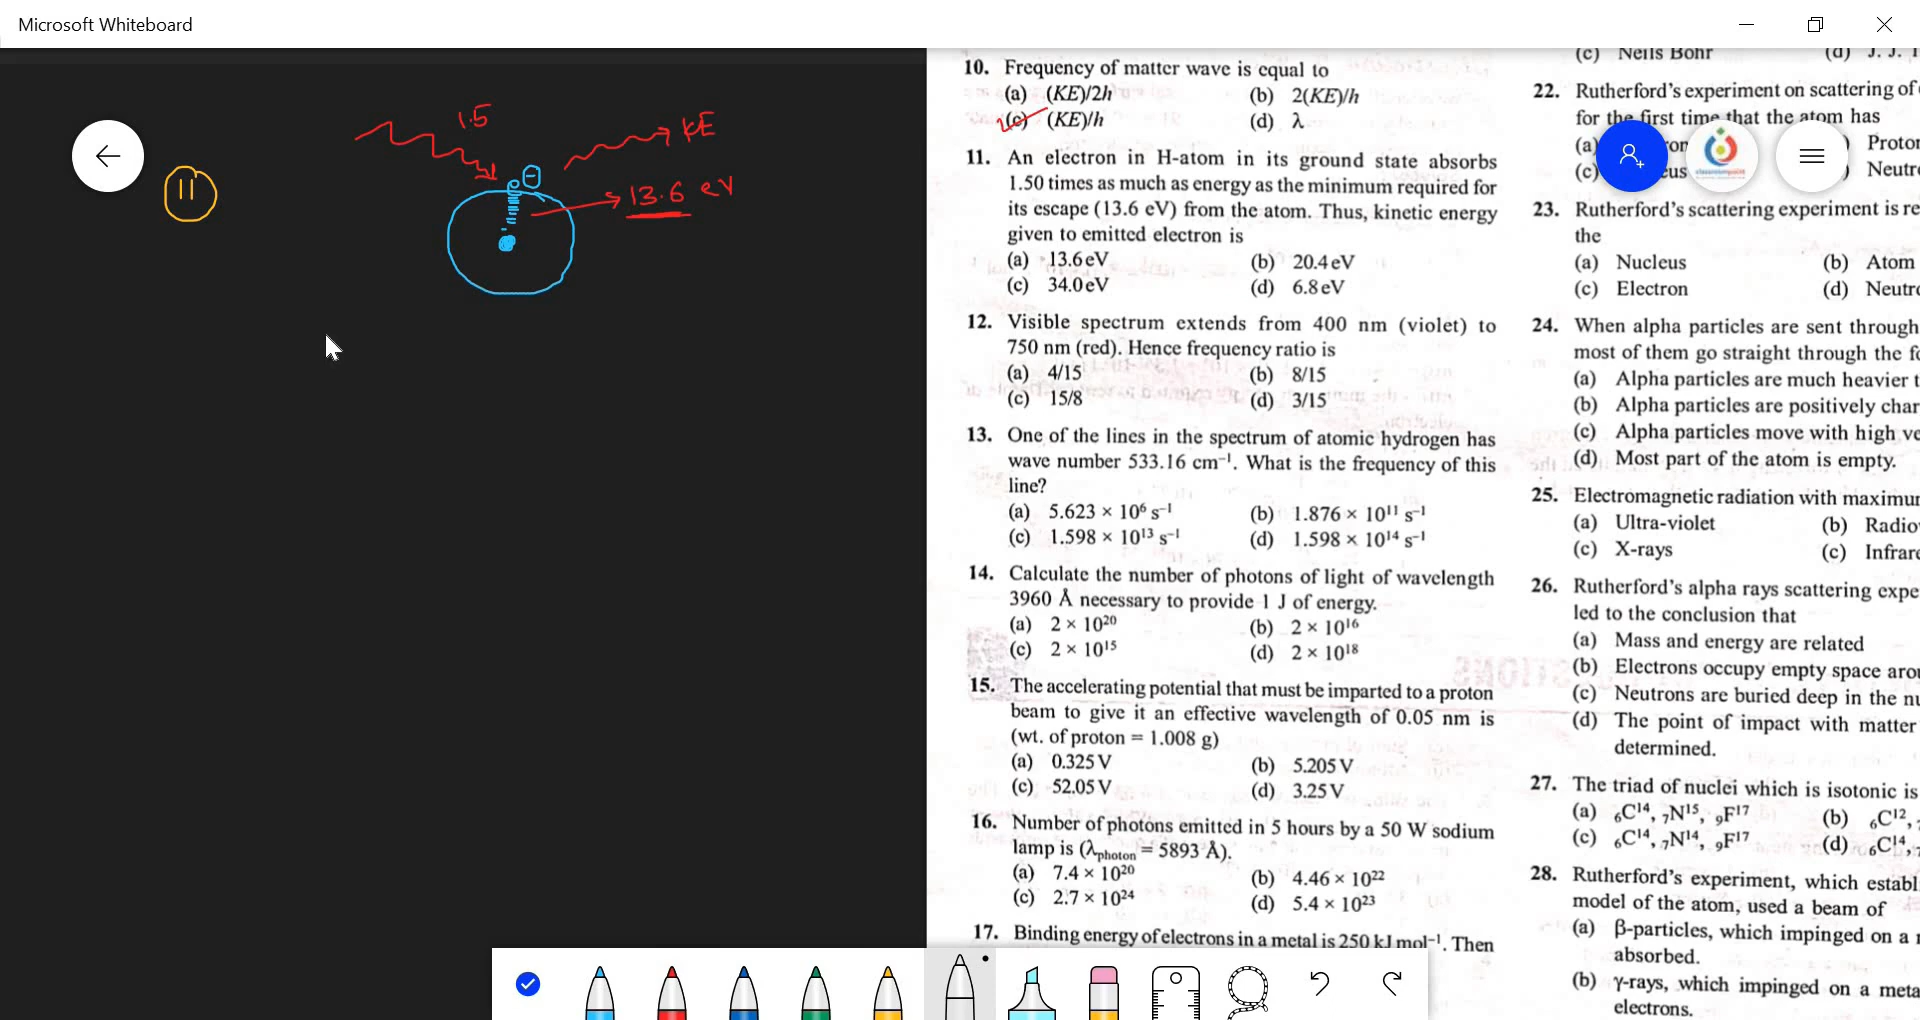 Microsoft Whiteboard
11
1.5
KE
13.6 eV
10. Frequency of matter wave is equal to
(a) (KE)/2h (b) 2(KE)/h
(c) (KE)/h (d) λ
11. An electron in H-atom in its ground state absorbs
1.50 times as much as energy as the minimum required for
its escape (13.6 eV) from the atom. Thus, kinetic energy
given to emitted electron is
(a) 13.6 eV (b) 20.4 eV
(c) 34.0 eV (d) 6.8 eV
12. Visible spectrum extends from 400 nm (violet) to
750 nm (red). Hence frequency ratio is
(a) 4/15 (b) 8/15
(c) 15/8 (d) 3/15
13. One of the lines in the spectrum of atomic hydrogen has
wave number 533.16 cm⁻¹. What is the frequency of this
line?
(a) 5.623 × 10⁶ s⁻¹ (b) 1.876 × 10¹¹ s⁻¹
(c) 1.598 × 10¹³ s⁻¹ (d) 1.598 × 10¹⁴ s⁻¹
14. Calculate the number of photons of light of wavelength
3960 Å necessary to provide 1 J of energy.
(a) 2 × 10²⁰ (b) 2 × 10¹⁶
(c) 2 × 10¹⁵ (d) 2 × 10¹⁸
15. The accelerating potential that must be imparted to a proton
beam to give it an effective wavelength of 0.05 nm is
(wt. of proton = 1.008 g)
(a) 0.325 V (b) 5.205 V
(c) 52.05 V (d) 3.25 V
16. Number of photons emitted in 5 hours by a 50 W sodium
lamp is (λphoton = 5893 Å).
(a) 7.4 × 10²⁰ (b) 4.46 × 10²²
(c) 2.7 × 10²⁴ (d) 5.4 × 10²³
17. Binding energy of electrons in a metal is 250 kJ mol⁻¹. Then
(c) Neils Bohr (d) J. J.
22. Rutherford's experiment on scattering of
for the first time that the atom has
(a)
(c)
23. Rutherford's scattering experiment is
the
(a) Nucleus (b) Atom
(c) Electron (d)
24. When alpha particles are sent through
most of them go straight through the
(a) Alpha particles are much heavier
(b) Alpha particles are positively
(c) Alpha particles move with high
(d) Most part of the atom is empty.
25. Electromagnetic radiation with
(a) Ultra-violet (b) Radio
(c) X-rays (c)
26. Rutherford's alpha rays scattering
led to the conclusion that
(a) Mass and energy are related
(b) Electrons occupy empty space
(c) Neutrons are buried deep in the
(d) The point of impact with matter
determined.
27. The triad of nuclei which is isotonic is
(a) ₆C¹⁴, ₇N¹⁵, ₉F¹⁷ (b) ₆C¹²,
(c) ₆C¹⁴, ₇N¹⁴, ₉F¹⁷ (d) ₆C¹⁴,
28. Rutherford's experiment, which
model of the atom, used a beam of
(a) β-particles, which impinged on a
absorbed.
(b) γ-rays, which impinged on a
electrons.